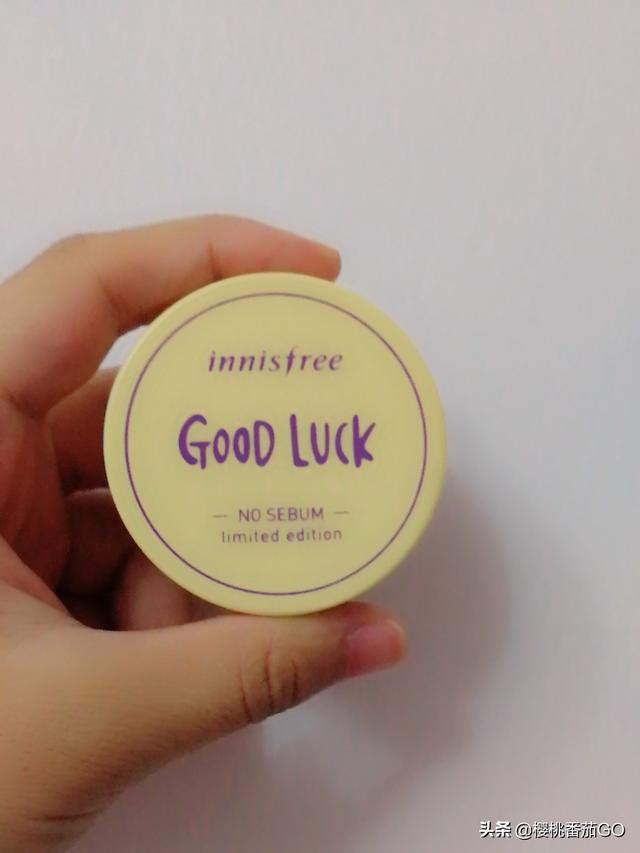 innisfree
GOOD LUCK
— NO SEBUM —
limited edition
头条 @樱桃番茄GO